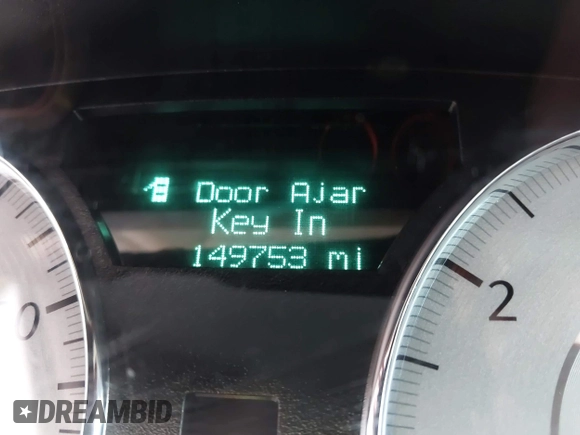 Door Ajar
Key In
149753 mi
0
2
DREAMBID